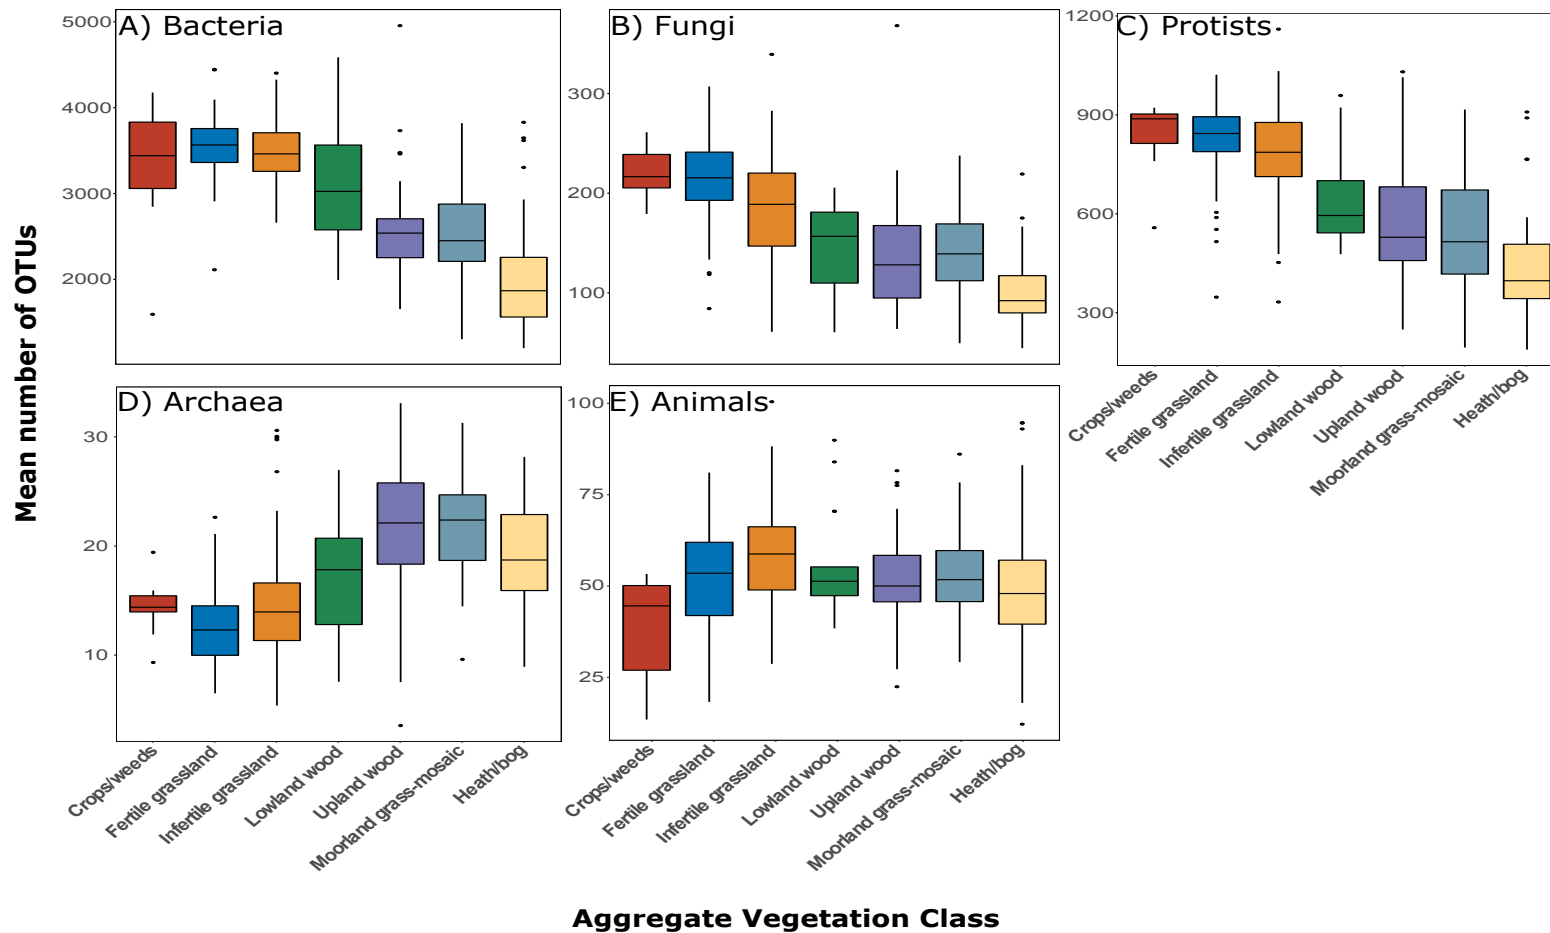 A) Bacteria
5000
4000
3000
2000
B) Fungi
300
200
100
C) Protists
1200
900
600
300
Crops/weeds
Fertile grassland
Infertile grassland
Lowland wood
Upland wood
Moorland grass-mosaic
Heath/bog
Mean number of OTUs
D) Archaea
30
20
10
Crops/weeds
Fertile grassland
Infertile grassland
Lowland wood
Upland wood
Moorland grass-mosaic
Heath/bog
E) Animals
100
75
50
25
Crops/weeds
Fertile grassland
Infertile grassland
Lowland wood
Upland wood
Moorland grass-mosaic
Heath/bog
Aggregate Vegetation Class